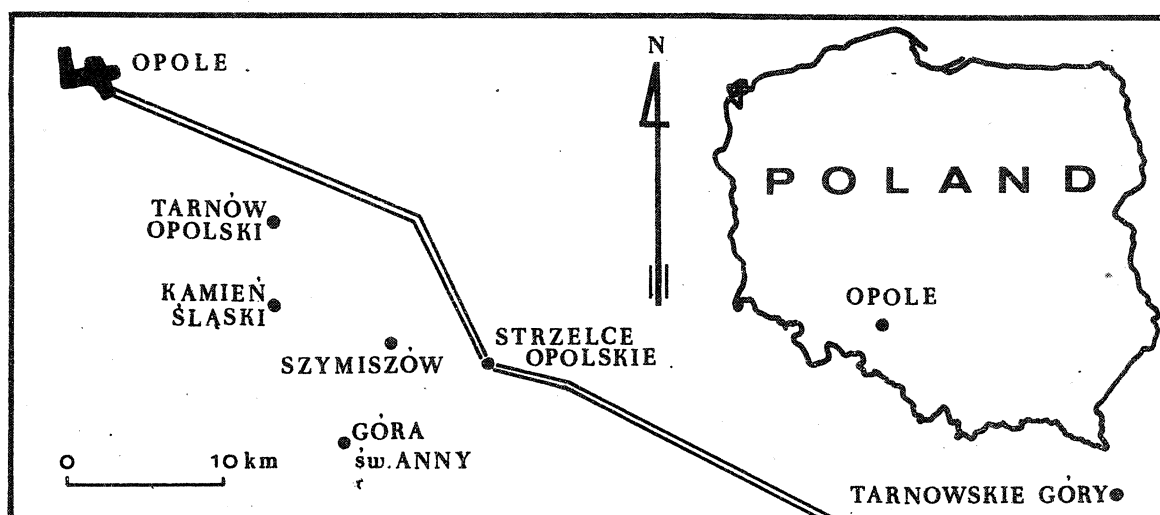 OPOLE
N
POLAND
TARNÓW
OPOLSKI
KAMIEŃ
ŚLĄSKI
OPOLE
STRZELCE
OPOLSKIE
SZYMISZÓW
GÓRA
św. ANNY
0 10 km
TARNOWSKIE GÓRY